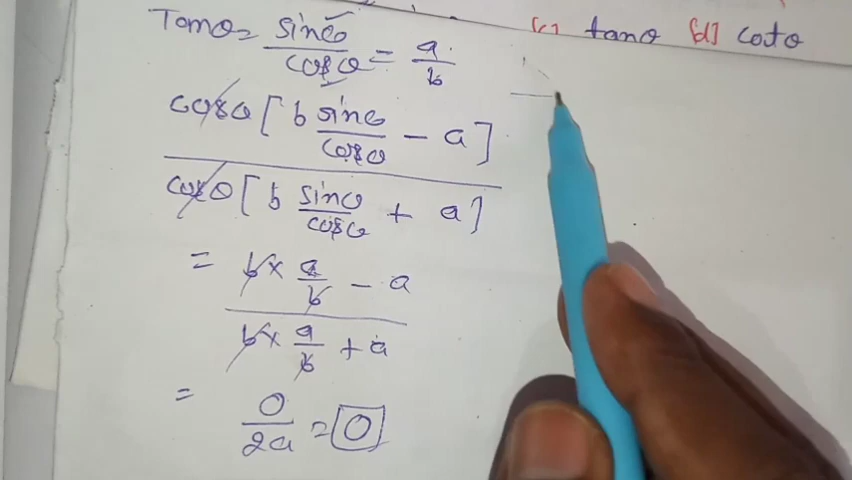 Tanθ = sinθ/cosθ = a/b [c] tanθ [d] cotθ
cosθ [b sinθ/cosθ - a]
cosθ [b sinθ/cosθ + a]
= b × a/b - a
b × a/b + a
= 0/2a = 0